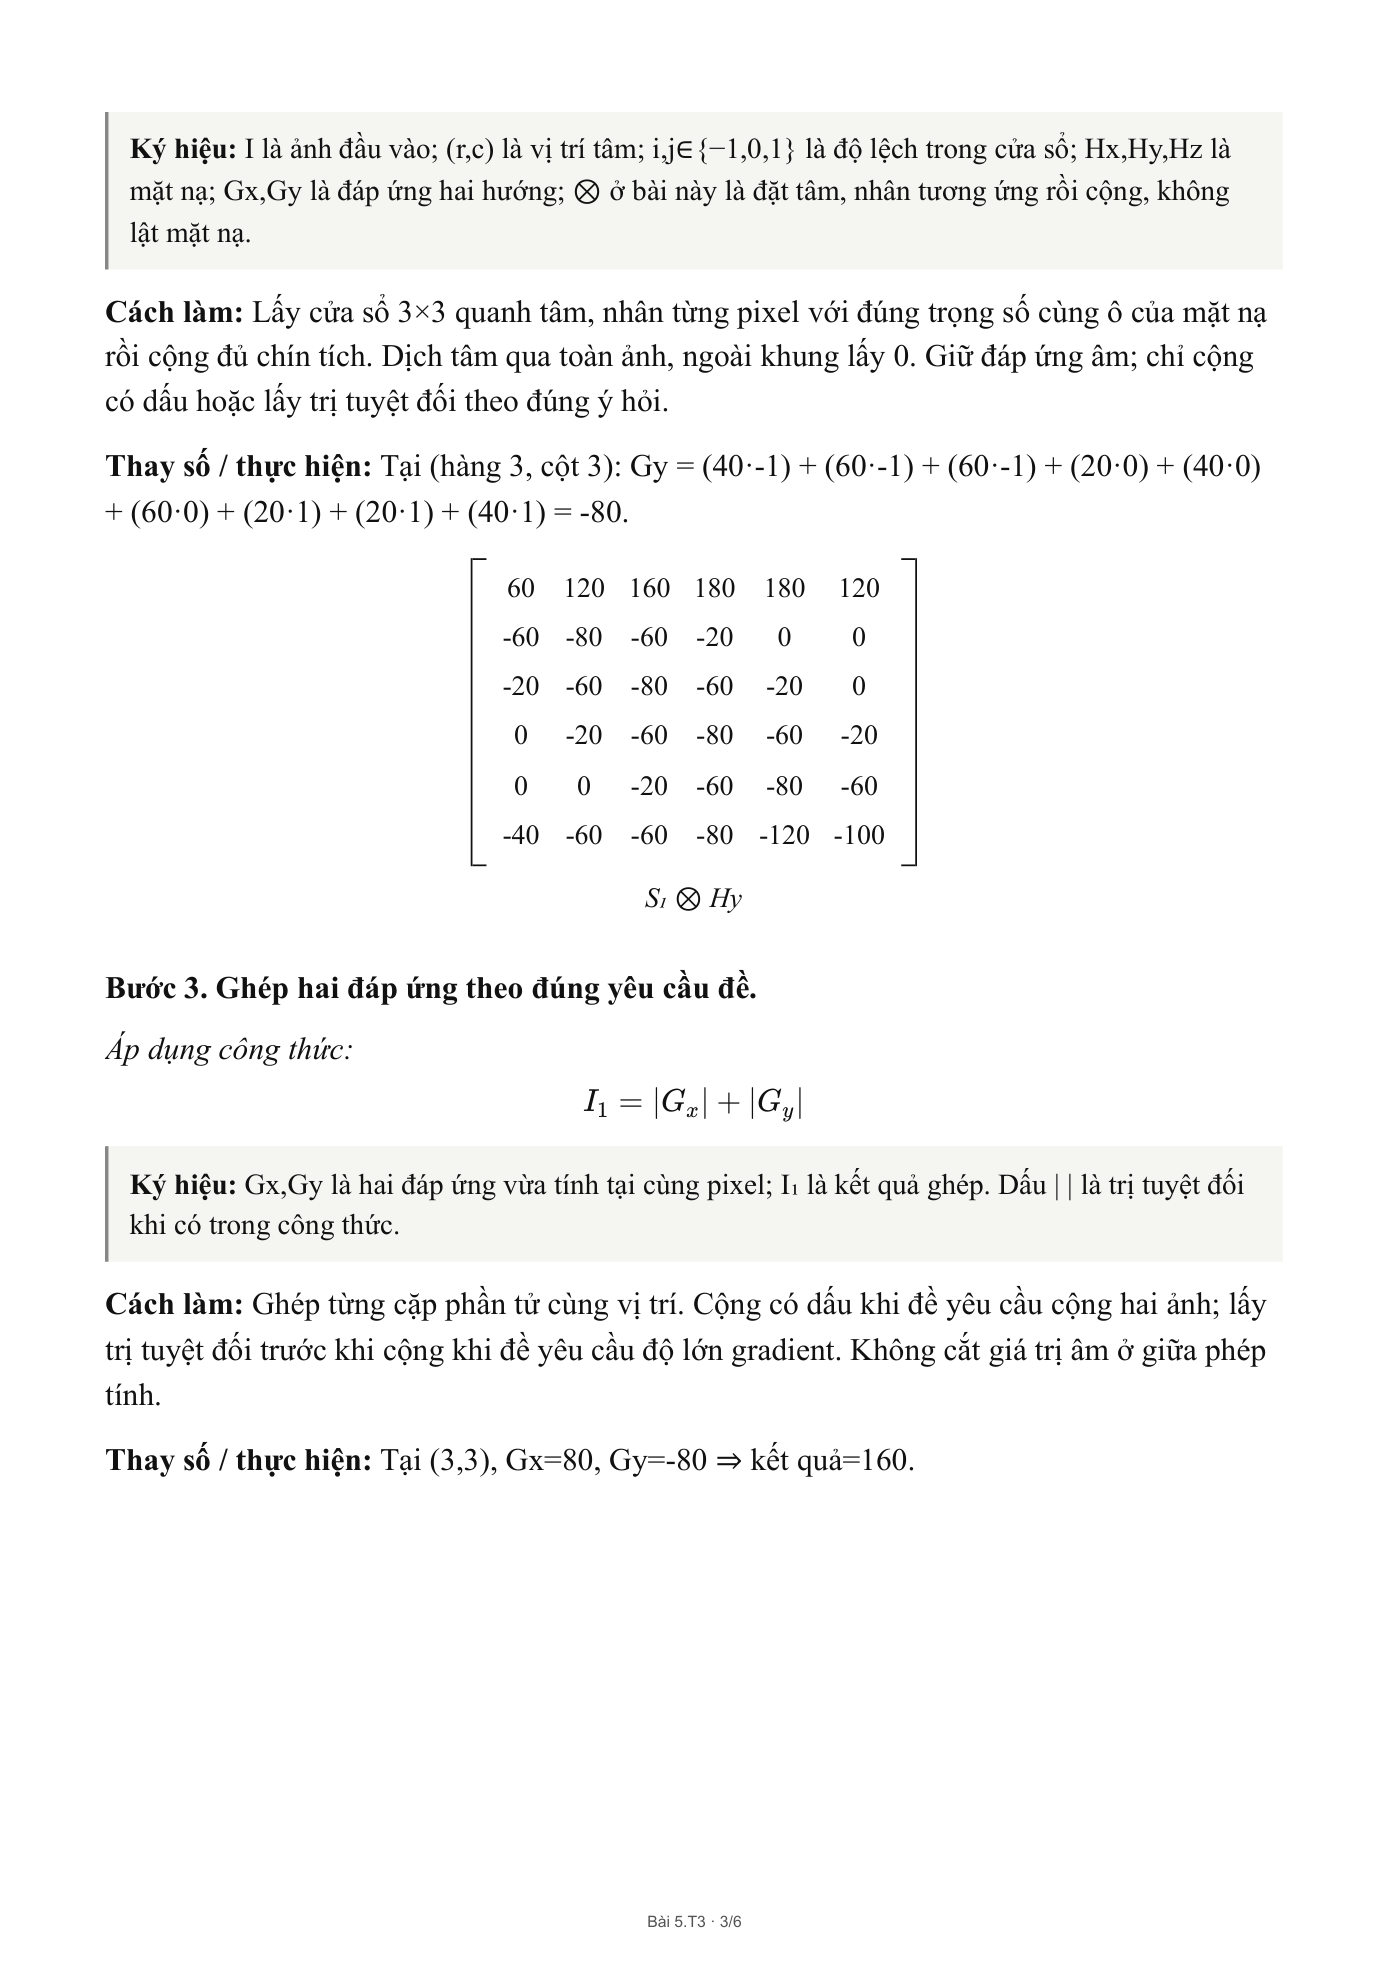 Ký hiệu: I là ảnh đầu vào; (r,c) là vị trí tâm; i,j∈{−1,0,1} là độ lệch trong cửa sổ; Hx,Hy,Hz là
mặt nạ; Gx,Gy là đáp ứng hai hướng; ⊗ ở bài này là đặt tâm, nhân tương ứng rồi cộng, không
lật mặt nạ.
Cách làm: Lấy cửa sổ 3×3 quanh tâm, nhân từng pixel với đúng trọng số cùng ô của mặt nạ
rồi cộng đủ chín tích. Dịch tâm qua toàn ảnh, ngoài khung lấy 0. Giữ đáp ứng âm; chỉ cộng
có dấu hoặc lấy trị tuyệt đối theo đúng ý hỏi.
Thay số / thực hiện: Tại (hàng 3, cột 3): Gy = (40·-1) + (60·-1) + (60·-1) + (20·0) + (40·0)
+ (60·0) + (20·1) + (20·1) + (40·1) = -80.
60 120 160 180 180 120
-60 -80 -60 -20 0 0
-20 -60 -80 -60 -20 0
0 -20 -60 -80 -60 -20
0 0 -20 -60 -80 -60
-40 -60 -60 -80 -120 -100
S₁ ⊗ Hy
Bước 3. Ghép hai đáp ứng theo đúng yêu cầu đề.
Áp dụng công thức:
I₁ = |Gₓ| + |G_y|
Ký hiệu: Gx,Gy là hai đáp ứng vừa tính tại cùng pixel; I₁ là kết quả ghép. Dấu | | là trị tuyệt đối
khi có trong công thức.
Cách làm: Ghép từng cặp phần tử cùng vị trí. Cộng có dấu khi đề yêu cầu cộng hai ảnh; lấy
trị tuyệt đối trước khi cộng khi đề yêu cầu độ lớn gradient. Không cắt giá trị âm ở giữa phép
tính.
Thay số / thực hiện: Tại (3,3), Gx=80, Gy=-80 ⇒ kết quả=160.
Bài 5.T3 · 3/6